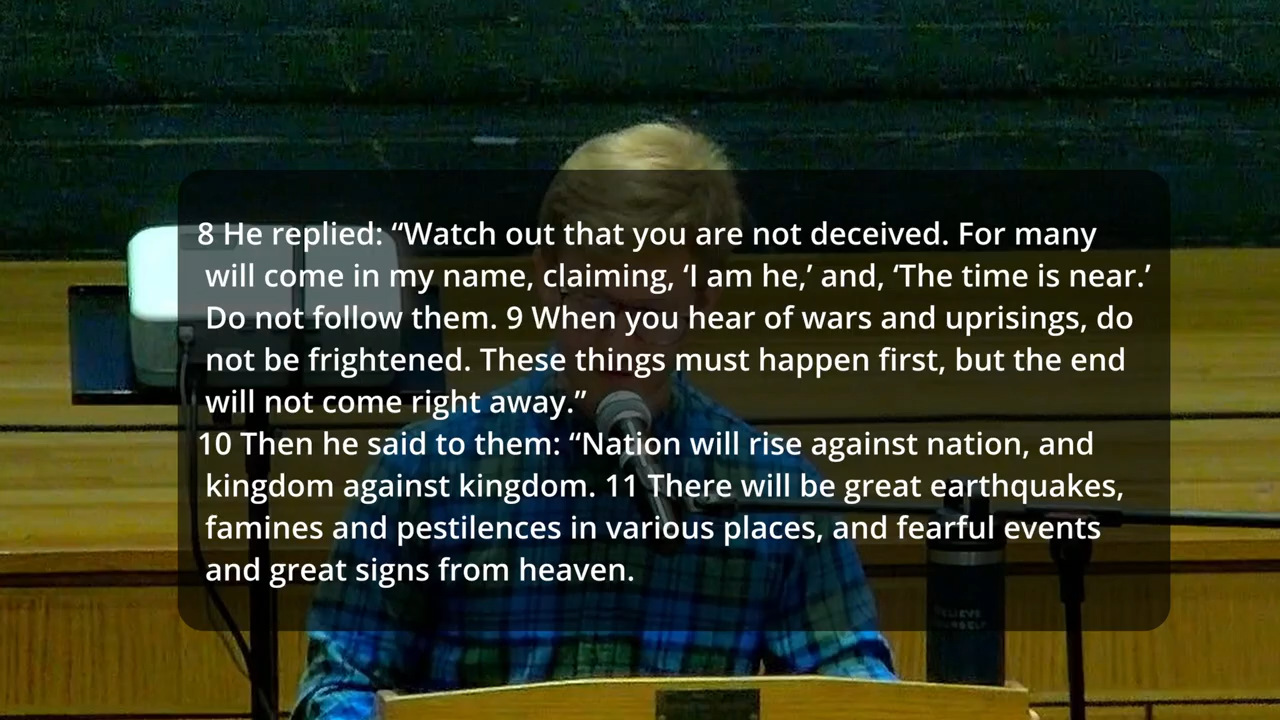 8 He replied: “Watch out that you are not deceived. For many
will come in my name, claiming, ‘I am he,’ and, ‘The time is near.’
Do not follow them. 9 When you hear of wars and uprisings, do
not be frightened. These things must happen first, but the end
will not come right away.”
10 Then he said to them: “Nation will rise against nation, and
kingdom against kingdom. 11 There will be great earthquakes,
famines and pestilences in various places, and fearful events
and great signs from heaven.